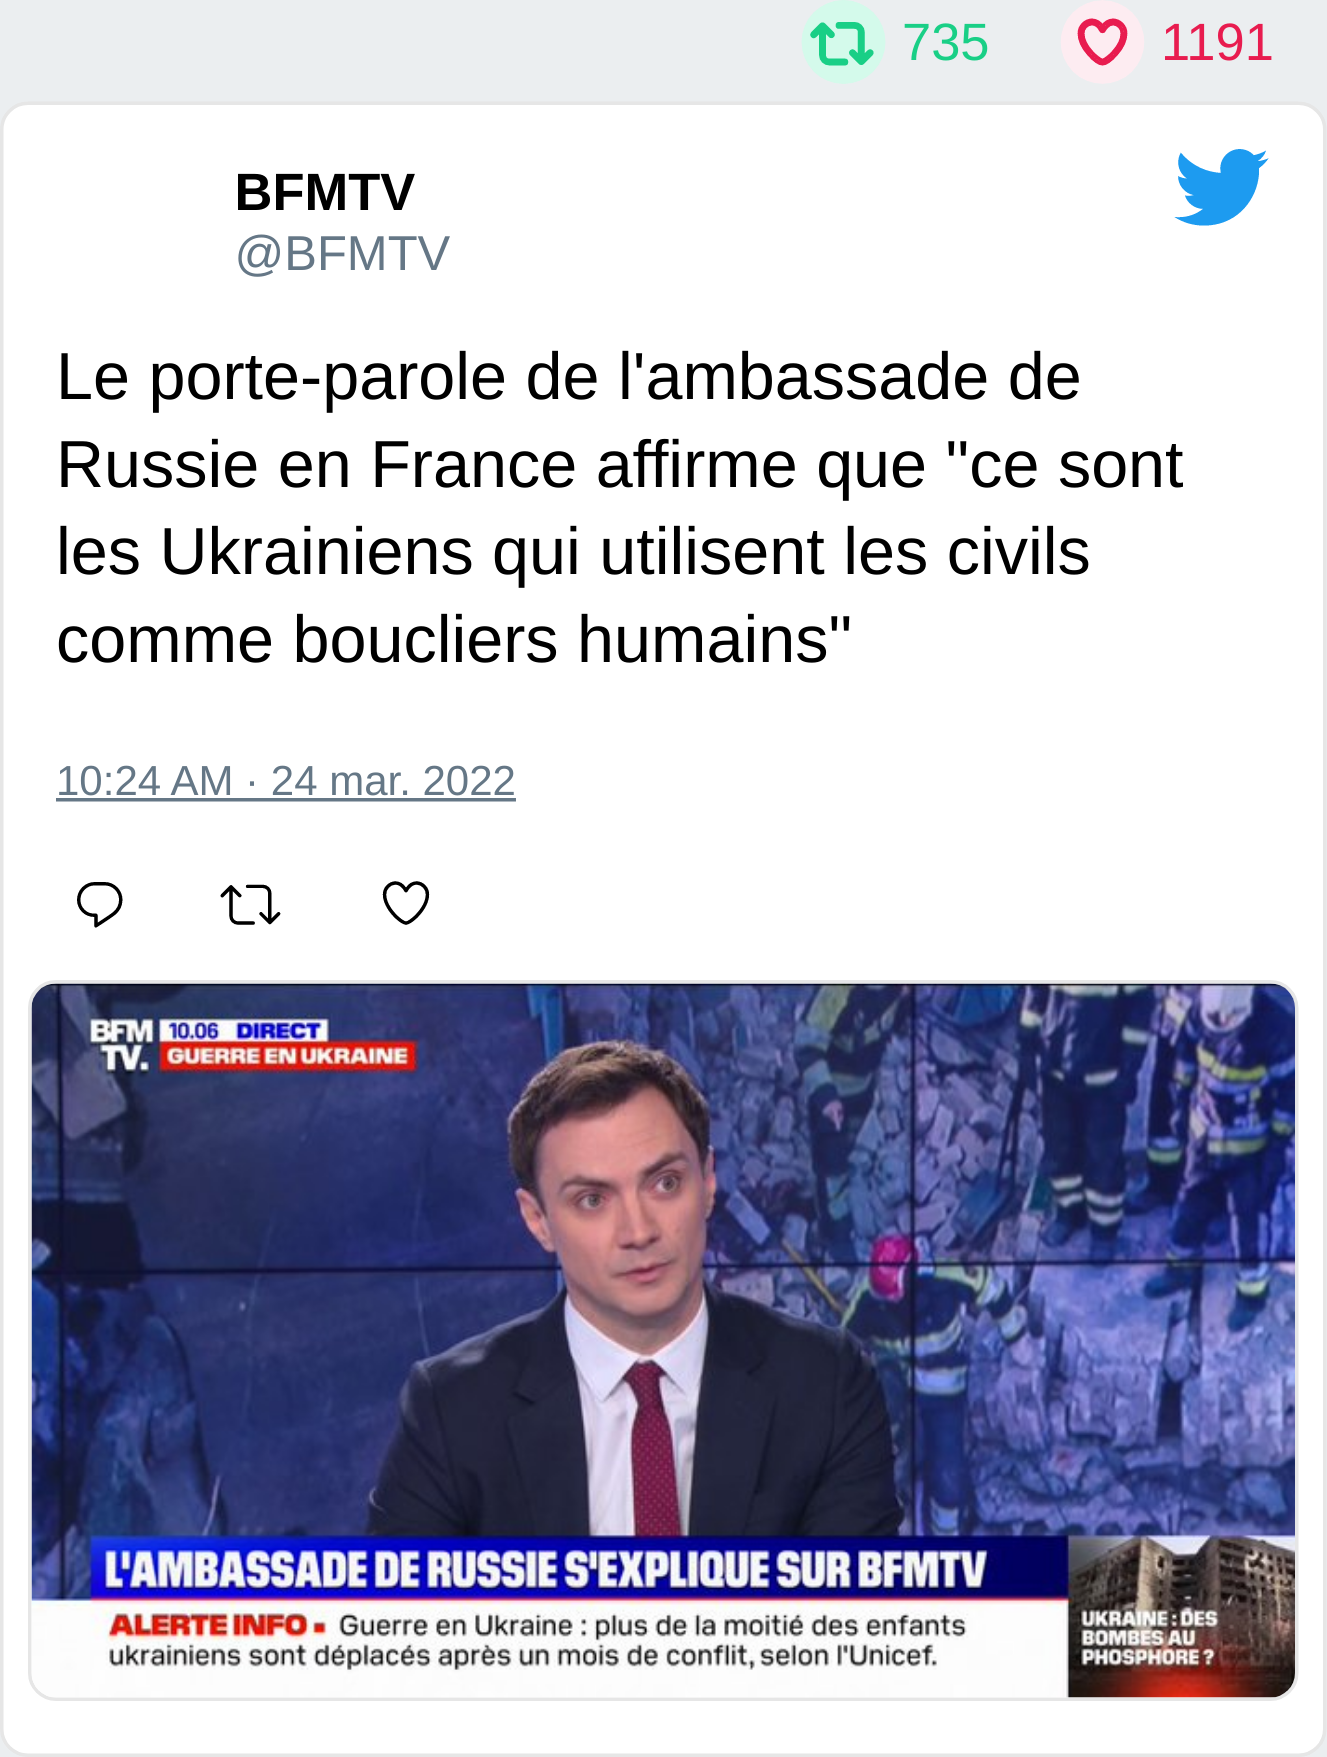 735 1191
BFMTV
@BFMTV
Le porte-parole de l'ambassade de
Russie en France affirme que "ce sont
les Ukrainiens qui utilisent les civils
comme boucliers humains"
10:24 AM · 24 mar. 2022
BFM 10.06 DIRECT
TV. GUERRE EN UKRAINE
L'AMBASSADE DE RUSSIE S'EXPLIQUE SUR BFMTV
ALERTE INFO ▪ Guerre en Ukraine : plus de la moitié des enfants
ukrainiens sont déplacés après un mois de conflit, selon l'Unicef.
UKRAINE : DES
BOMBES AU
PHOSPHORE ?